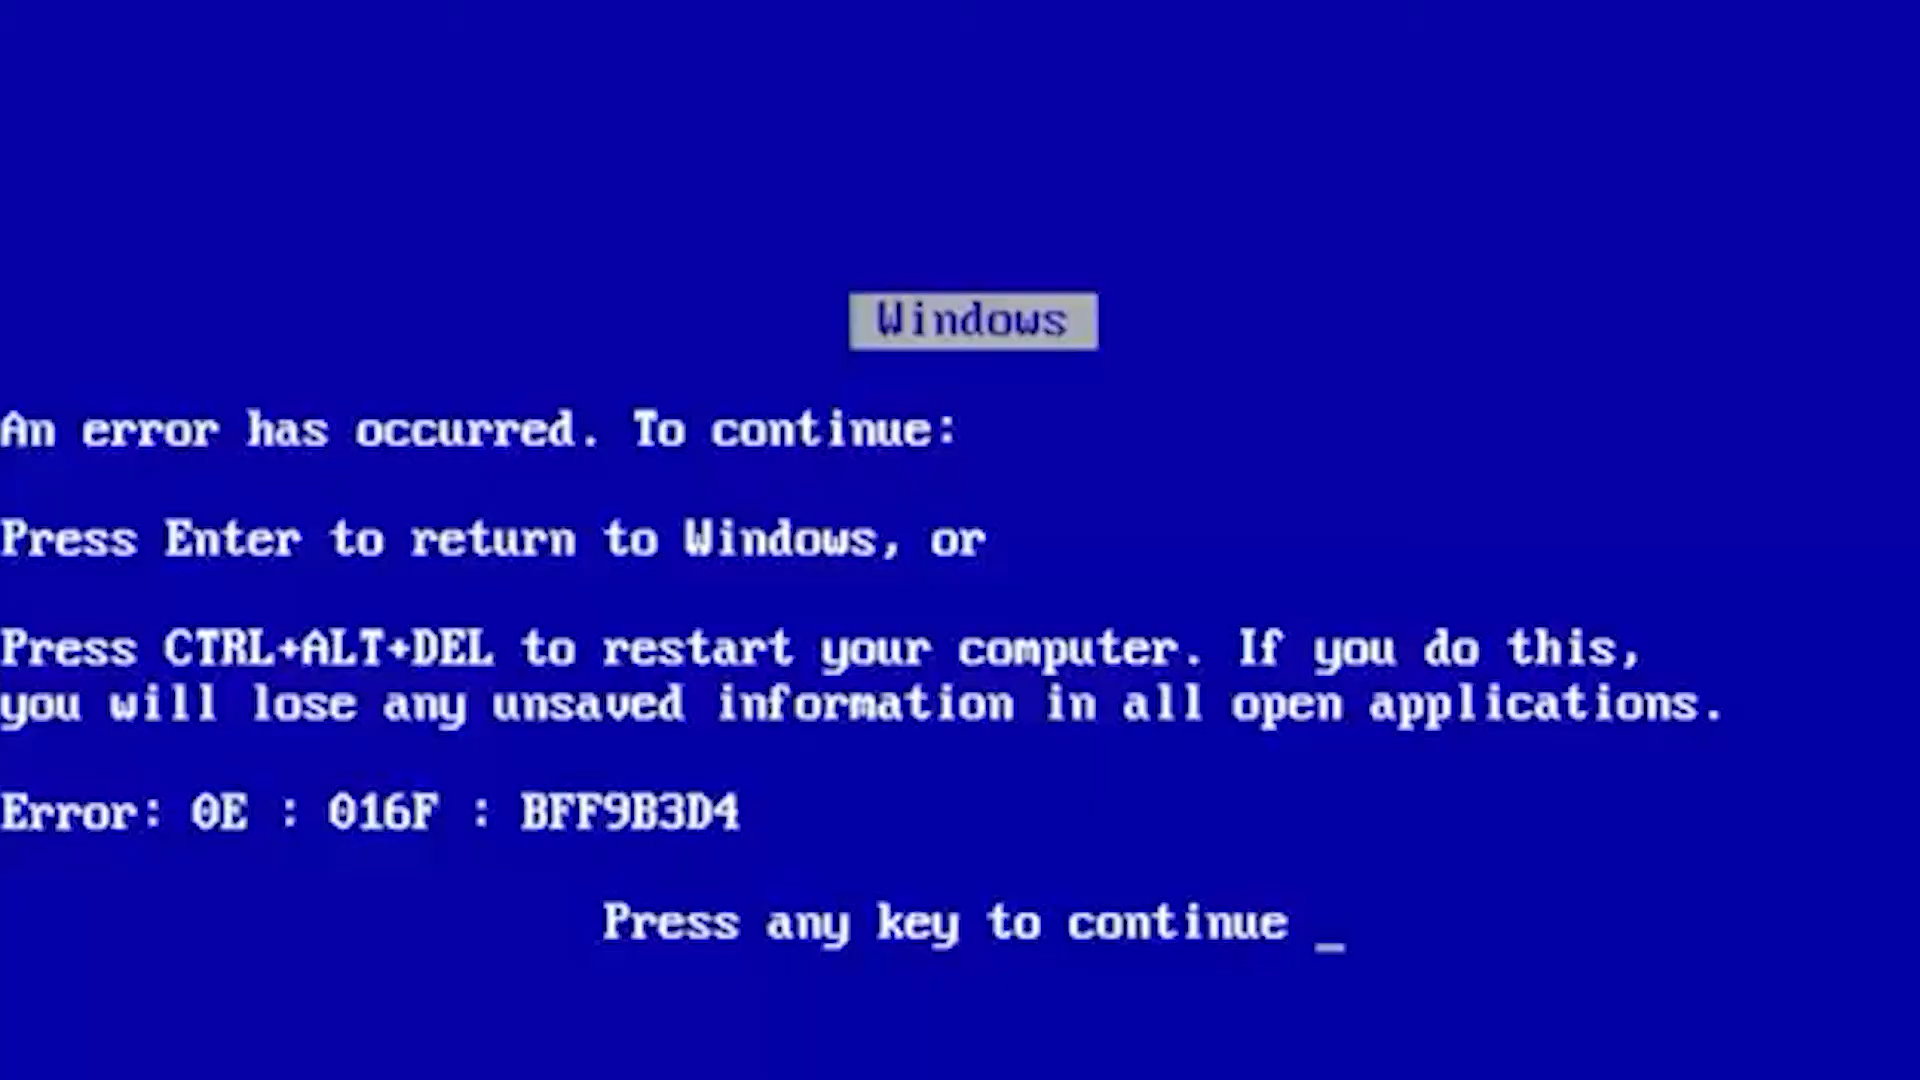 Windows
An error has occurred. To continue:
Press Enter to return to Windows, or
Press CTRL+ALT+DEL to restart your computer. If you do this,
you will lose any unsaved information in all open applications.
Error: 0E : 016F : BFF9B3D4
Press any key to continue _